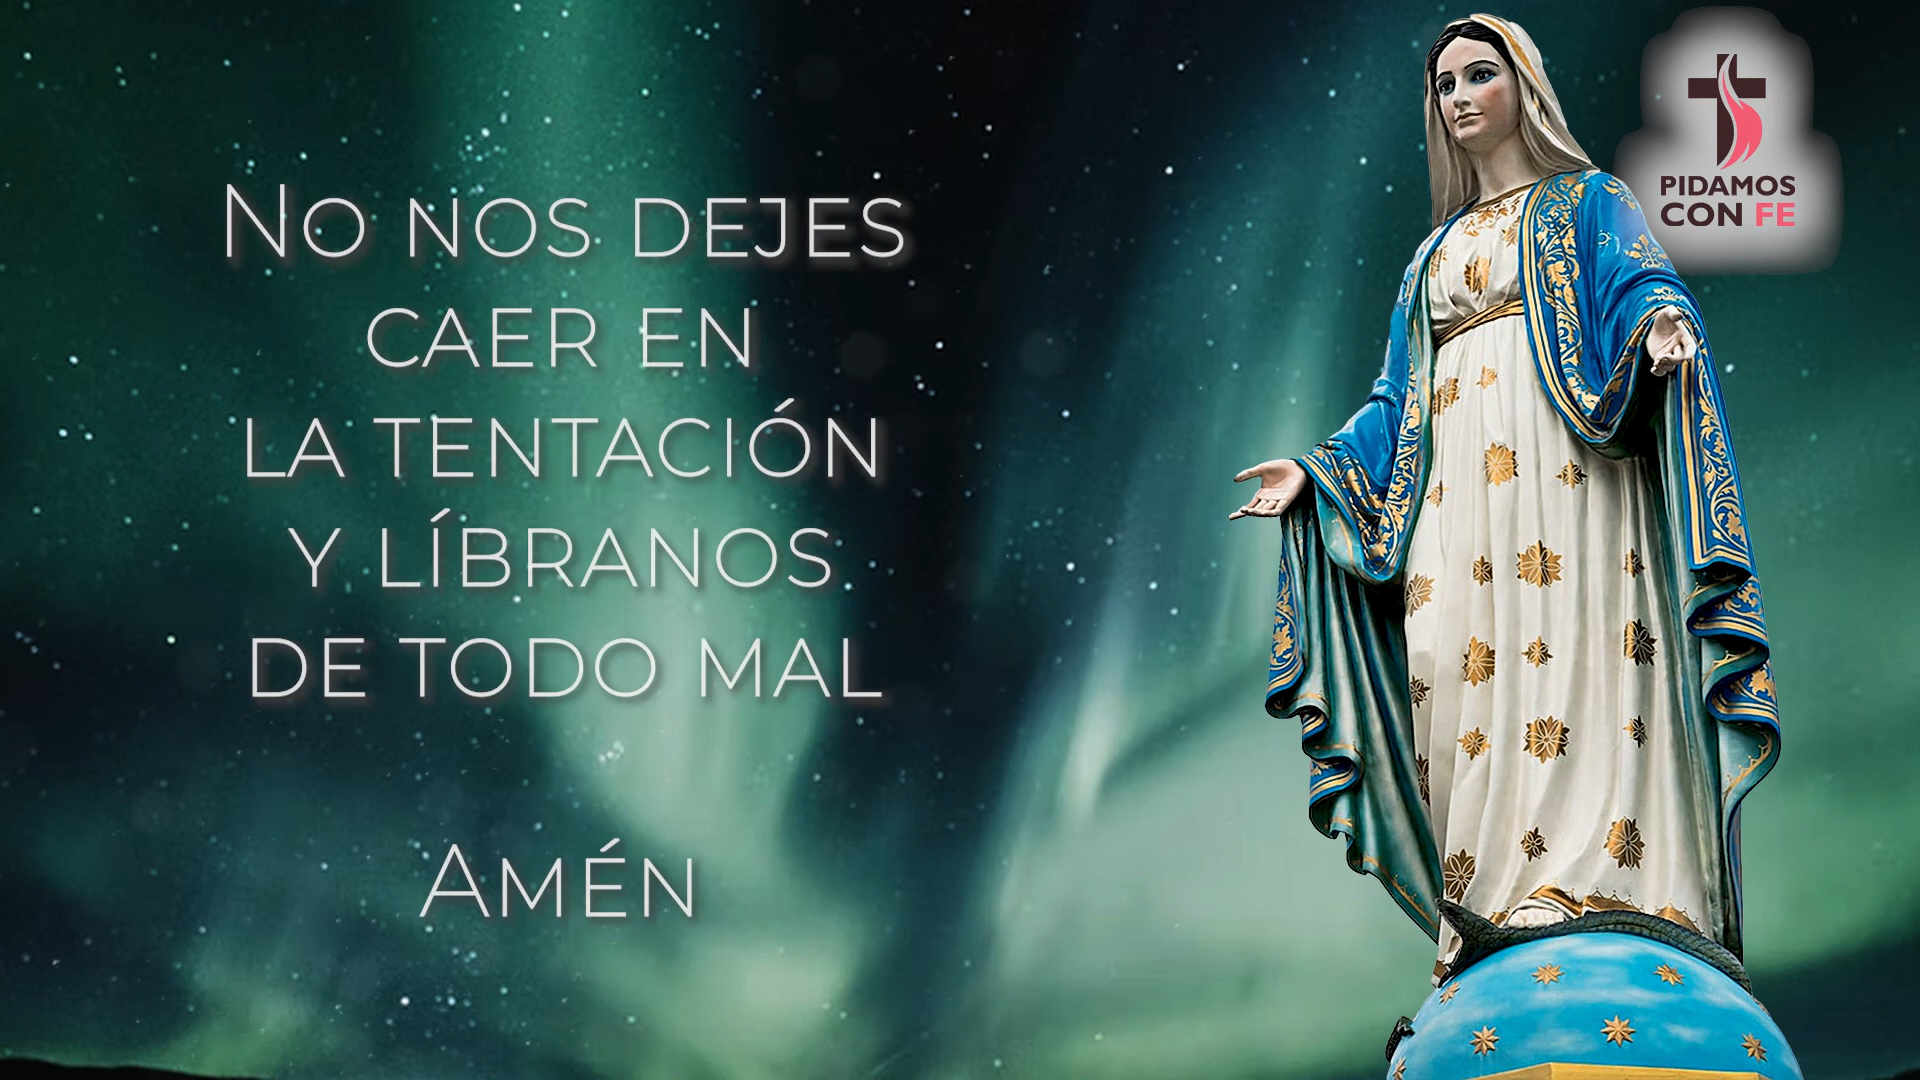 No nos dejes
caer en
la tentación
y líbranos
de todo mal
Amén
PIDAMOS
CON FE